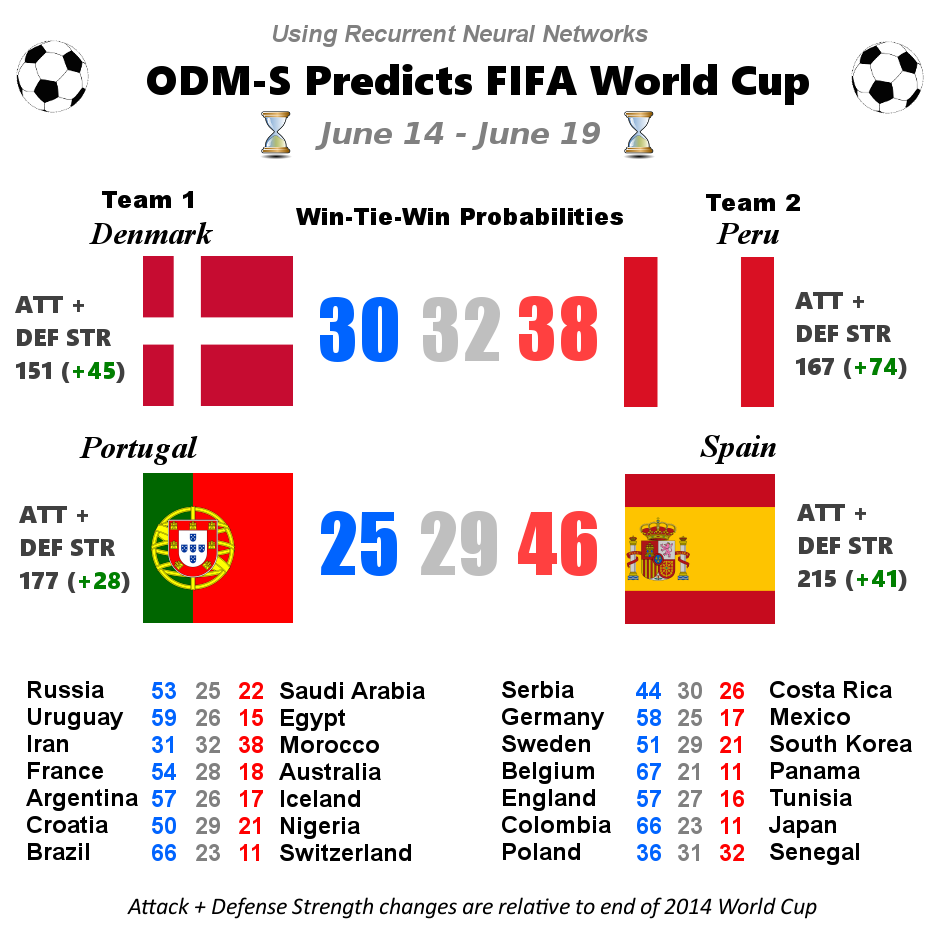 Using Recurrent Neural Networks
ODM-S Predicts FIFA World Cup
June 14 - June 19
Team 1
Win-Tie-Win Probabilities
Team 2
Denmark
Peru
ATT +
DEF STR
151 (+45)
30 32 38
ATT +
DEF STR
167 (+74)
Portugal
Spain
ATT +
DEF STR
177 (+28)
25 29 46
ATT +
DEF STR
215 (+41)
Russia 53 25 22 Saudi Arabia
Uruguay 59 26 15 Egypt
Iran 31 32 38 Morocco
France 54 28 18 Australia
Argentina 57 26 17 Iceland
Croatia 50 29 21 Nigeria
Brazil 66 23 11 Switzerland
Serbia 44 30 26 Costa Rica
Germany 58 25 17 Mexico
Sweden 51 29 21 South Korea
Belgium 67 21 11 Panama
England 57 27 16 Tunisia
Colombia 66 23 11 Japan
Poland 36 31 32 Senegal
Attack + Defense Strength changes are relative to end of 2014 World Cup